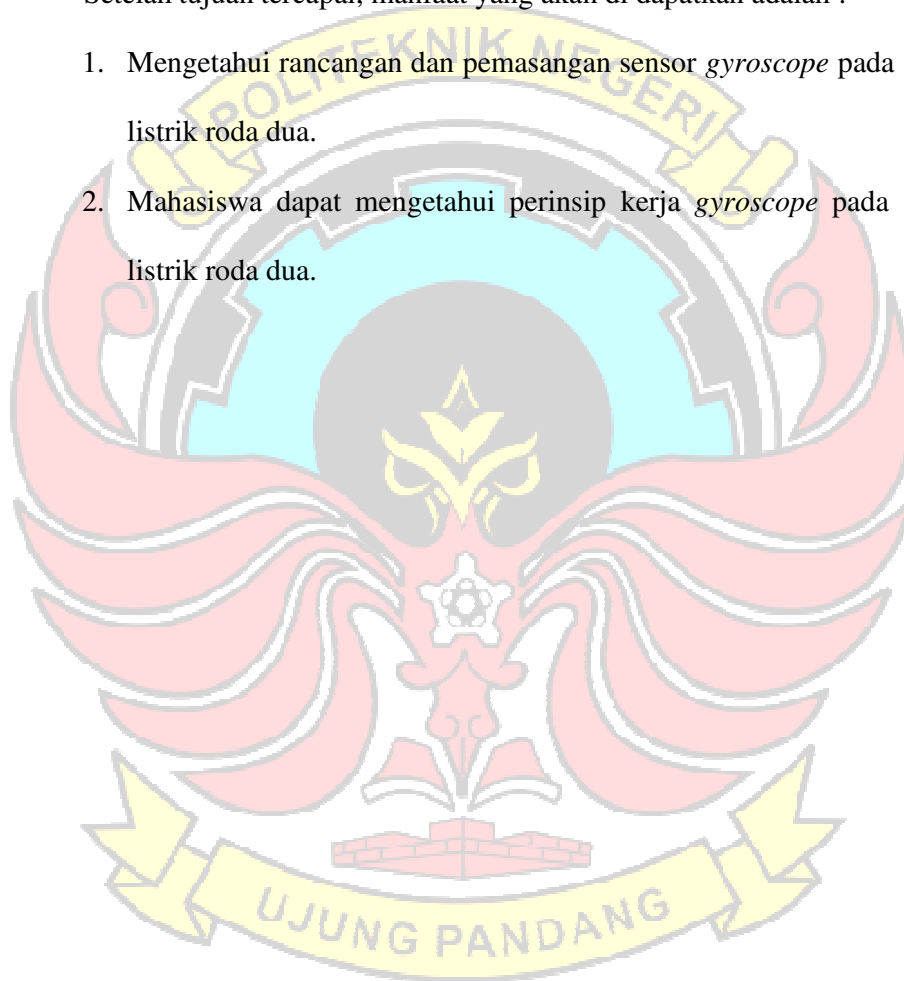 Setelah tujuan tercapai, manfaat yang akan di dapatkan adalah :
1. Mengetahui rancangan dan pemasangan sensor gyroscope pada
listrik roda dua.
2. Mahasiswa dapat mengetahui perinsip kerja gyroscope pada
listrik roda dua.
POLITEKNIK NEGERI
UJUNG PANDANG